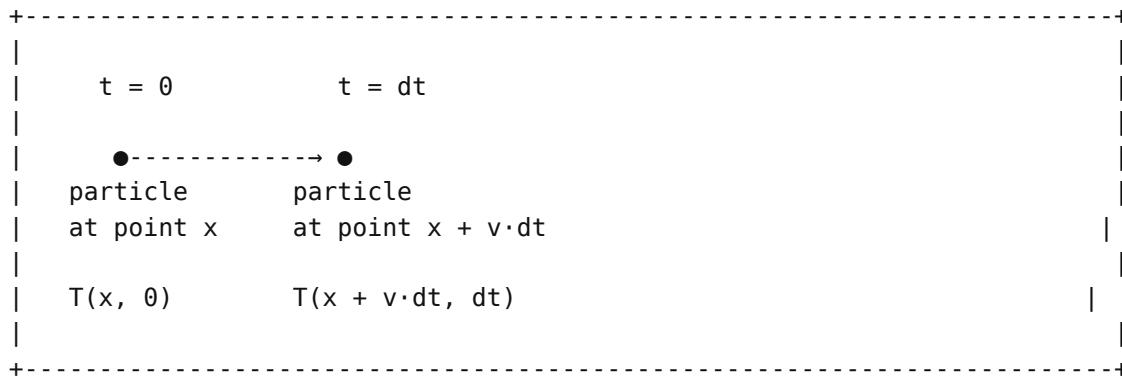 t = 0 t = dt
●------------→ ●
particle particle
at point x at point x + v·dt
T(x, 0) T(x + v·dt, dt)